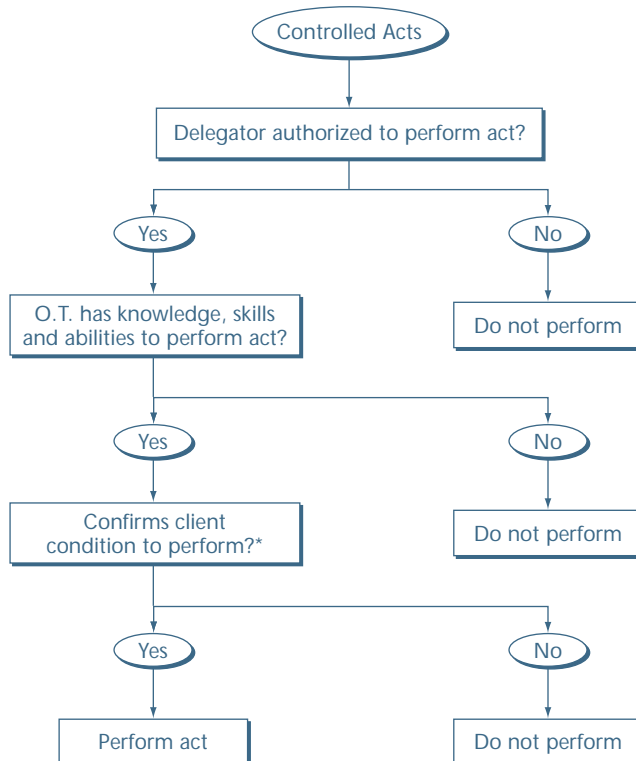 Controlled Acts
Delegator authorized to perform act?
Yes
No
O.T. has knowledge, skills
and abilities to perform act?
Do not perform
Yes
No
Confirms client
condition to perform?*
Do not perform
Yes
No
Perform act
Do not perform